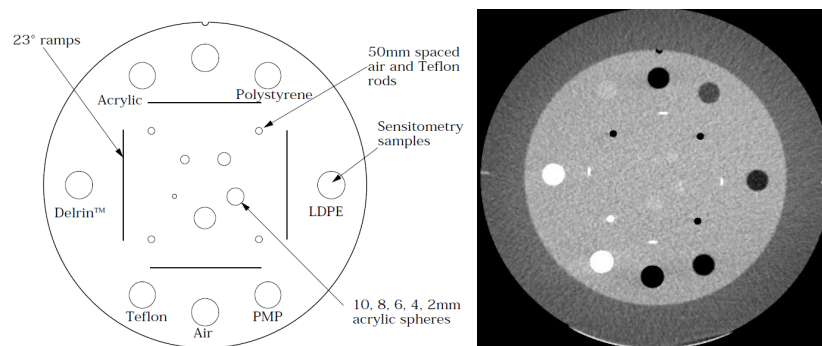 23° ramps
50mm spaced
air and Teflon
rods
Acrylic
Polystyrene
Sensitometry
samples
Delrin™
LDPE
Teflon
Air
PMP
10, 8, 6, 4, 2mm
acrylic spheres